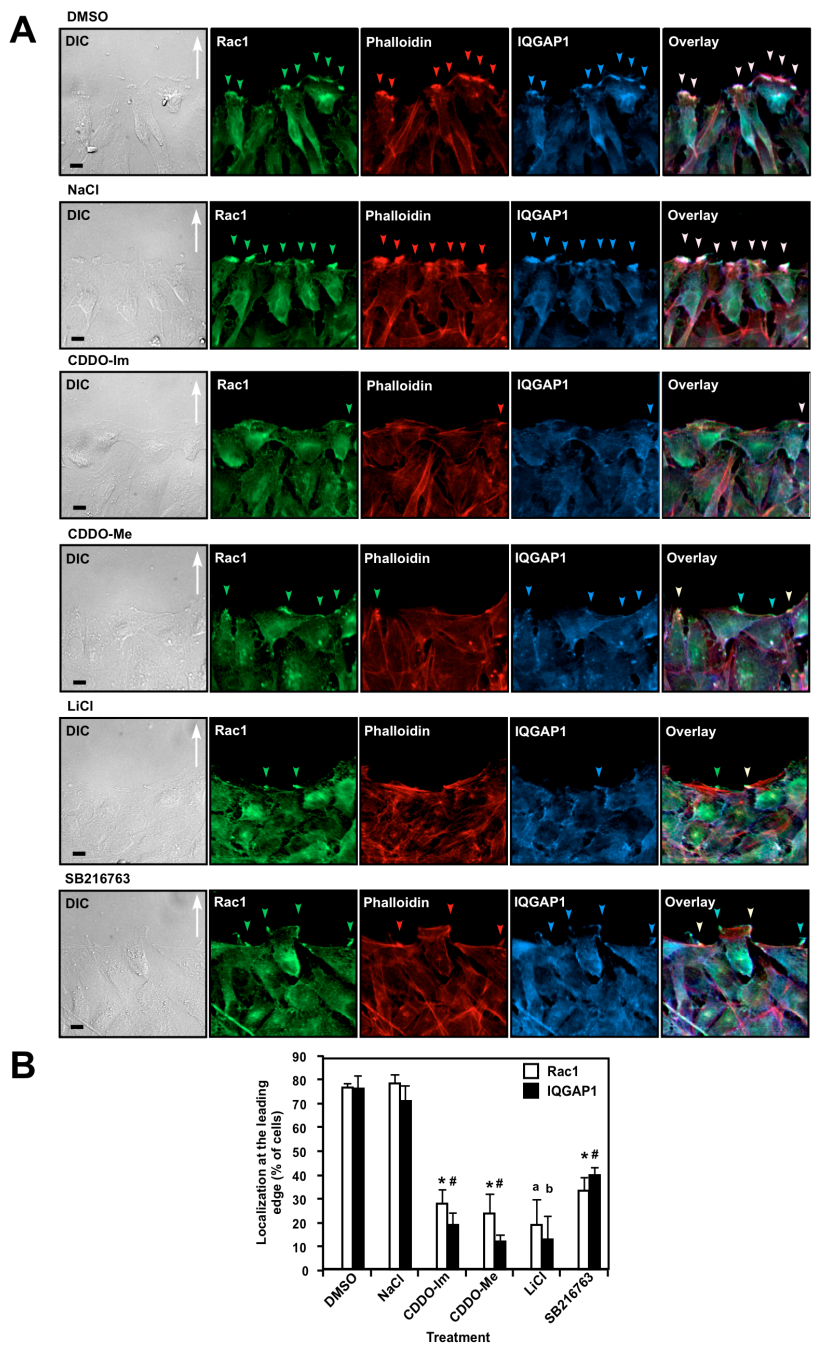 A
DMSO
DIC Rac1 Phalloidin IQGAP1 Overlay
NaCl
DIC Rac1 Phalloidin IQGAP1 Overlay
CDDO-Im
DIC Rac1 Phalloidin IQGAP1 Overlay
CDDO-Me
DIC Rac1 Phalloidin IQGAP1 Overlay
LiCl
DIC Rac1 Phalloidin IQGAP1 Overlay
SB216763
DIC Rac1 Phalloidin IQGAP1 Overlay
B
Localization at the leading
edge (% of cells)
90
80
70
60
50
40
30
20
10
0
Rac1
IQGAP1
* #
* #
a b
* #
DMSO
NaCl
CDDO-Im
CDDO-Me
LiCl
SB216763
Treatment